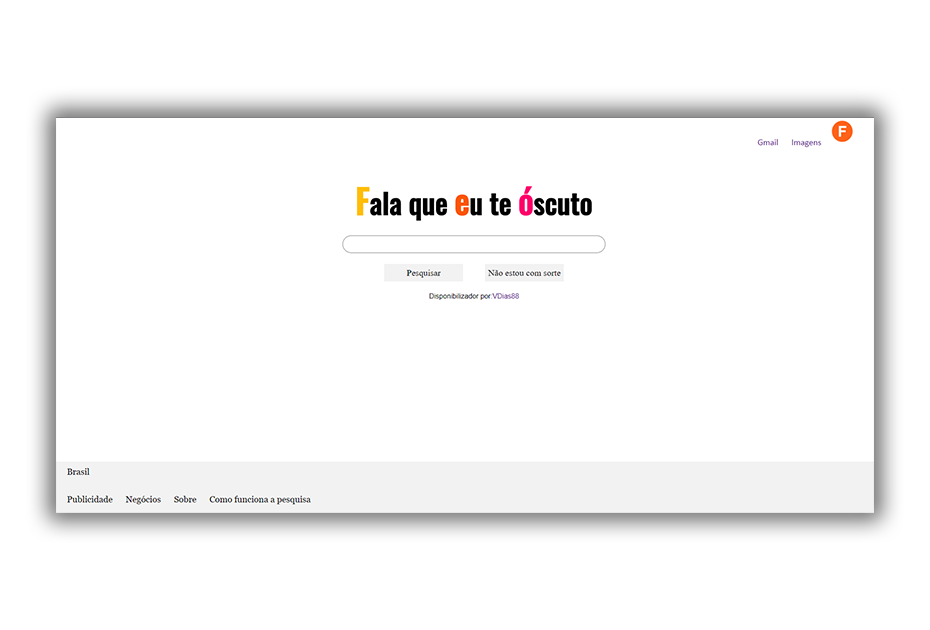 Gmail Imagens F
Fala que eu te óscuto
Pesquisar Não estou com sorte
Disponibilizador por VDias88
Brasil
Publicidade Negócios Sobre Como funciona a pesquisa